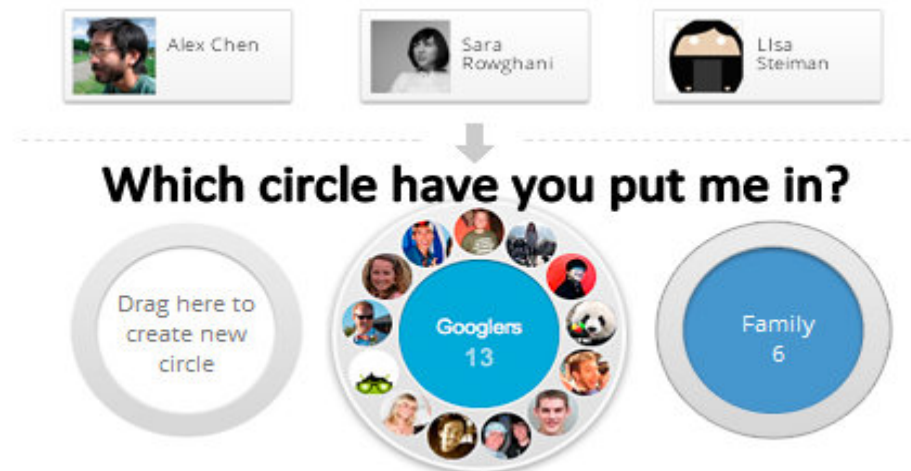 Alex Chen
Sara
Rowghani
LIsa
Steiman
Which circle have you put me in?
Drag here to
create new
circle
Googlers
13
Family
6